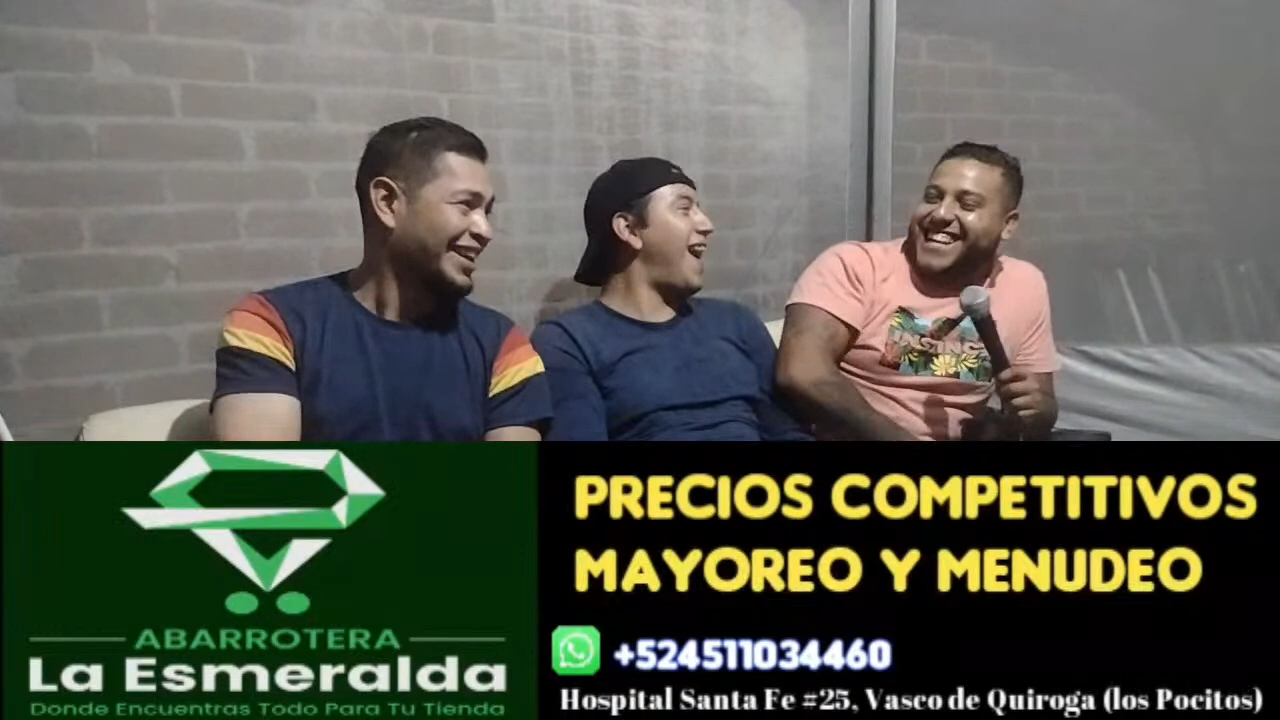 PRECIOS COMPETITIVOS
MAYOREO Y MENUDEO
ABARROTERA
La Esmeralda
Donde Encuentras Todo Para Tu Tienda
+524511034460
Hospital Santa Fe #25, Vasco de Quiroga (los Pocitos)